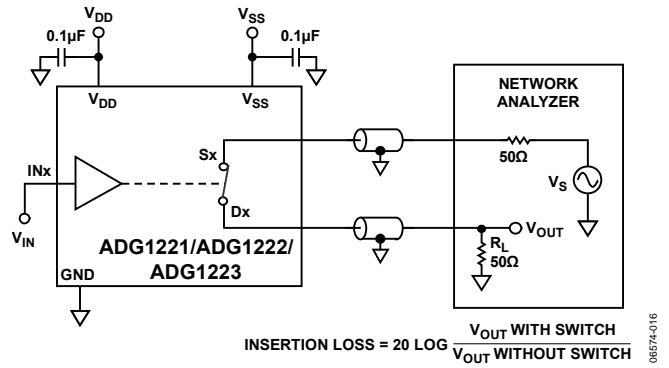 VDD
VSS
0.1µF
0.1µF
VDD
VSS
NETWORK
ANALYZER
Sx
50Ω
INx
VS
Dx
VOUT
VIN
RL
50Ω
ADG1221/ADG1222/
ADG1223
GND
INSERTION LOSS = 20 LOG
VOUT WITH SWITCH
VOUT WITHOUT SWITCH
06574-016